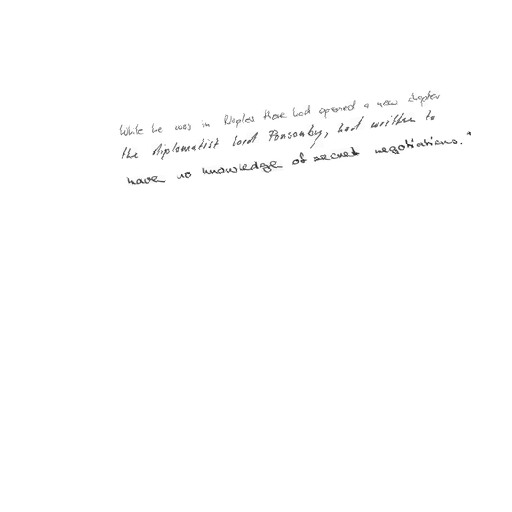 While he was in Naples there had opened a new chapter
the diplomatist Lord Ponsonby, had written to
have no knowledge of secret negotiations."